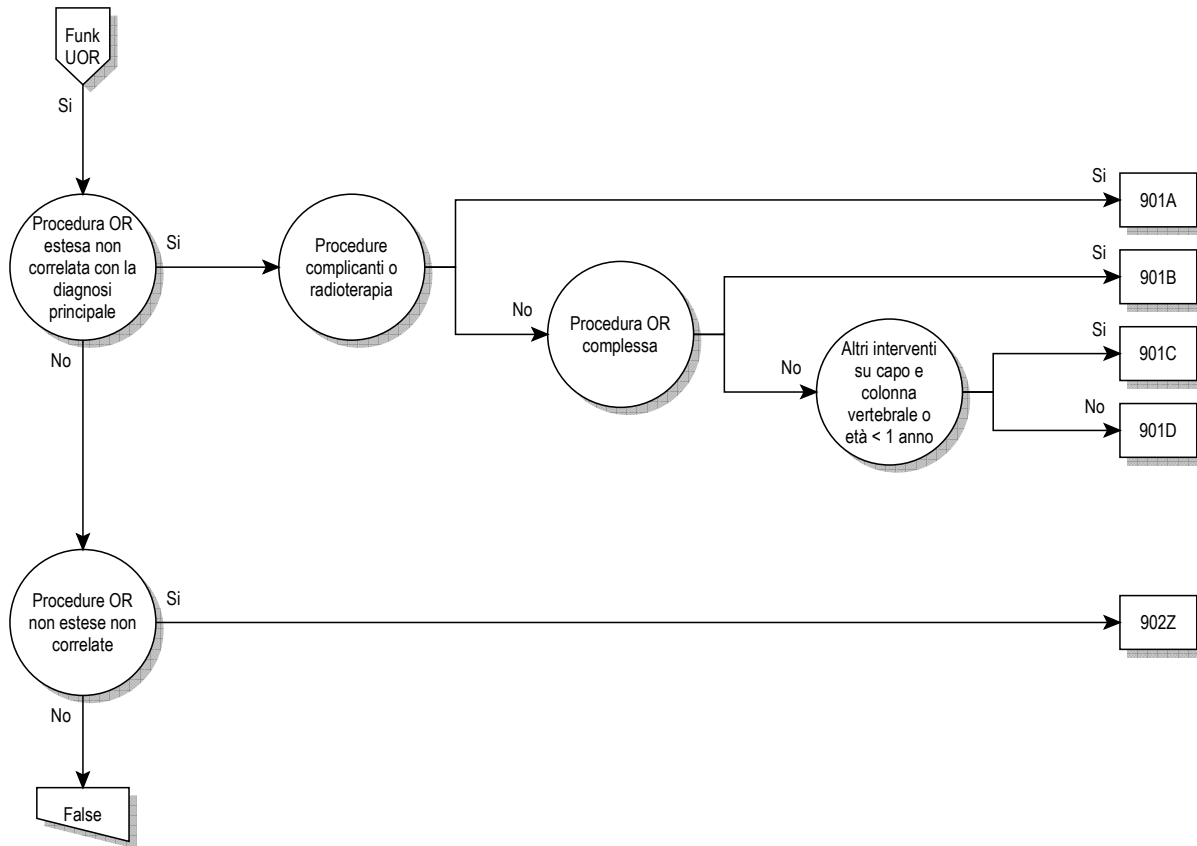 Funk
UOR
Si
Procedura OR
estesa non
correlata con la
diagnosi
principale
Si
Procedure
complicanti o
radioterapia
Si
901A
No
Procedura OR
complessa
Si
901B
No
Altri interventi
su capo e
colonna
vertebrale o
età < 1 anno
Si
901C
No
901D
No
Procedure OR
non estese non
correlate
Si
902Z
No
False